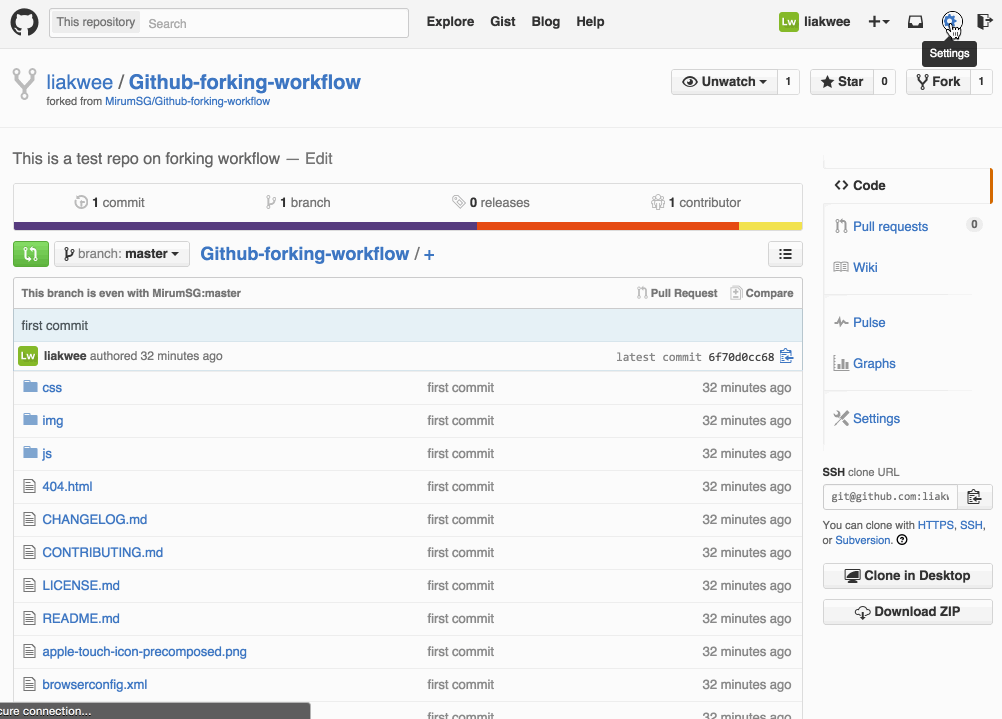 This repository Search Explore Gist Blog Help Lw liakwee
Settings
liakwee / Github-forking-workflow Unwatch 1 Star 0 Fork 1
forked from MirumSG/Github-forking-workflow
This is a test repo on forking workflow — Edit
1 commit 1 branch 0 releases 1 contributor
branch: master Github-forking-workflow / +
This branch is even with MirumSG:master Pull Request Compare
first commit
Lw liakwee authored 32 minutes ago latest commit 6f70d0cc68
css first commit 32 minutes ago
img first commit 32 minutes ago
js first commit 32 minutes ago
404.html first commit 32 minutes ago
CHANGELOG.md first commit 32 minutes ago
CONTRIBUTING.md first commit 32 minutes ago
LICENSE.md first commit 32 minutes ago
README.md first commit 32 minutes ago
apple-touch-icon-precomposed.png first commit 32 minutes ago
browserconfig.xml first commit 32 minutes ago
first commit 32 minutes ago
cure connection...
Code
Pull requests 0
Wiki
Pulse
Graphs
Settings
SSH clone URL
git@github.com:liakw
You can clone with HTTPS, SSH,
or Subversion.
Clone in Desktop
Download ZIP